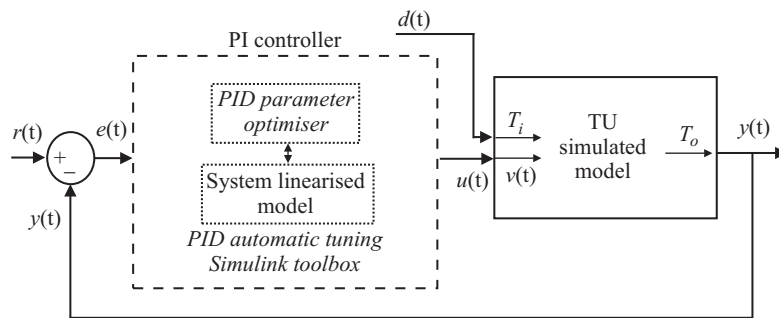 d(t)
PI controller
PID parameter
optimiser
r(t)
e(t)
+
−
System linearised
model
y(t)
PID automatic tuning
Simulink toolbox
u(t)
T_i
v(t)
TU
simulated
model
T_o
y(t)